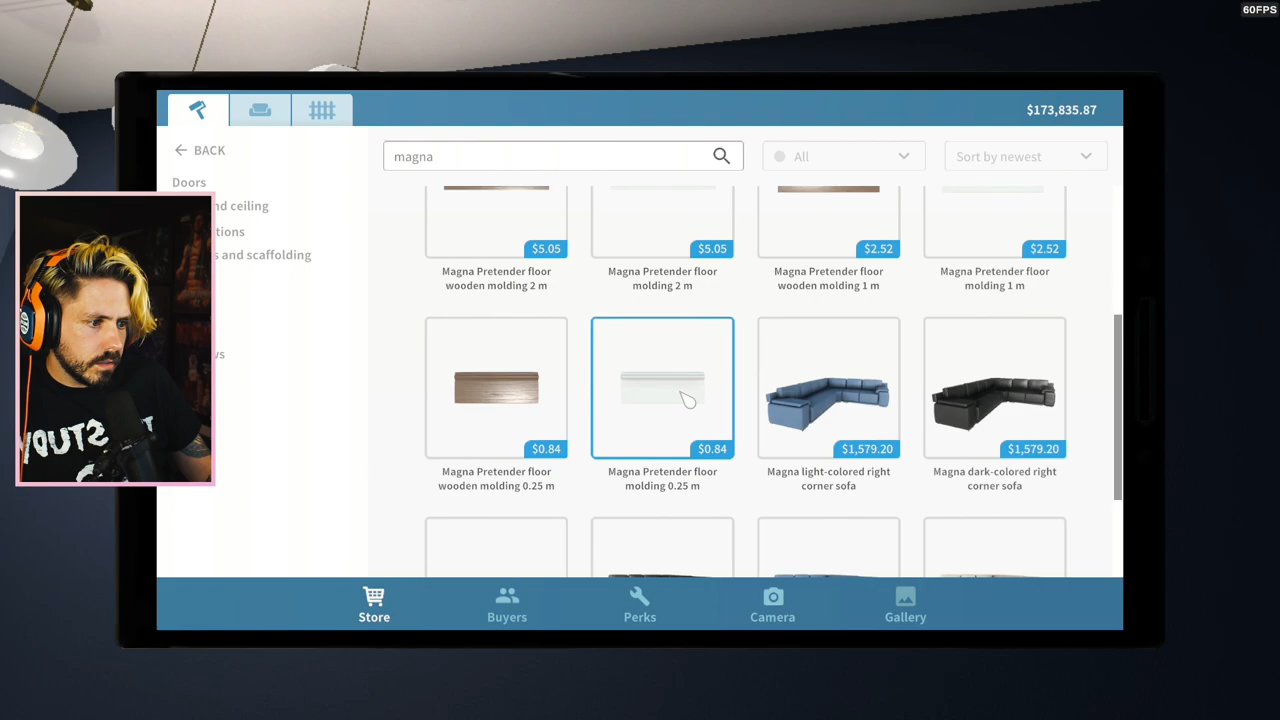 60FPS
$173,835.87
BACK
magna
All
Sort by newest
Doors
nd ceiling
tions
s and scaffolding
vs
$5.05
$5.05
$2.52
$2.52
Magna Pretender floor
wooden molding 2 m
Magna Pretender floor
molding 2 m
Magna Pretender floor
wooden molding 1 m
Magna Pretender floor
molding 1 m
$0.84
$0.84
$1,579.20
$1,579.20
Magna Pretender floor
wooden molding 0.25 m
Magna Pretender floor
molding 0.25 m
Magna light-colored right
corner sofa
Magna dark-colored right
corner sofa
Store
Buyers
Perks
Camera
Gallery